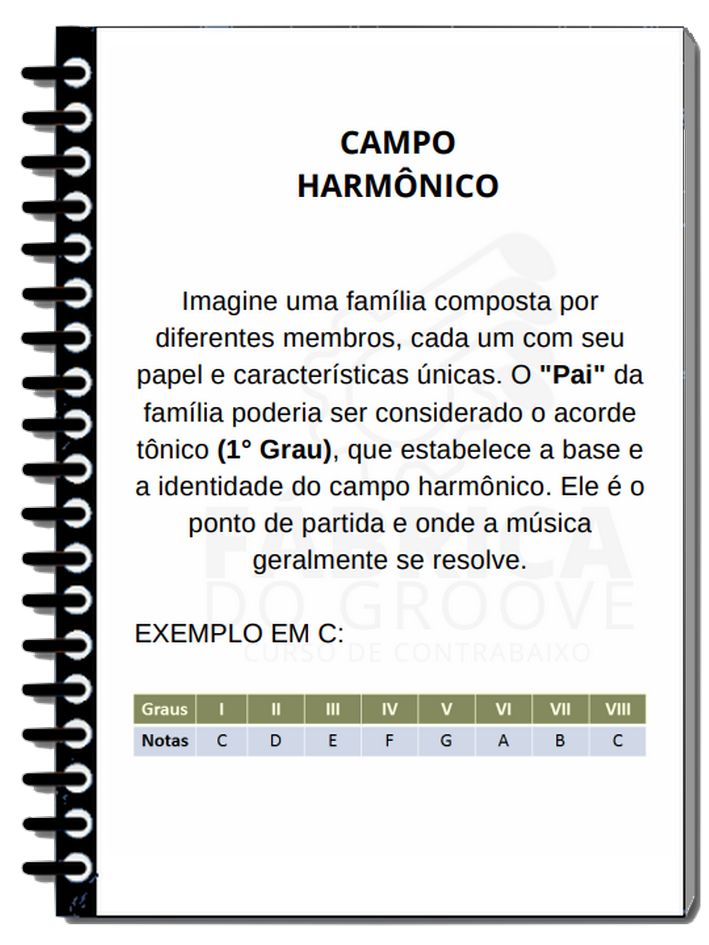 CAMPO
HARMÔNICO
Imagine uma família composta por
diferentes membros, cada um com seu
papel e características únicas. O "Pai" da
família poderia ser considerado o acorde
tônico (1° Grau), que estabelece a base e
a identidade do campo harmônico. Ele é o
ponto de partida e onde a música
geralmente se resolve.
FÁBRICA
DO GROOVE
EXEMPLO EM C:
CURSO DE CONTRABAIXO
Graus I II III IV V VI VII VIII
Notas C D E F G A B C